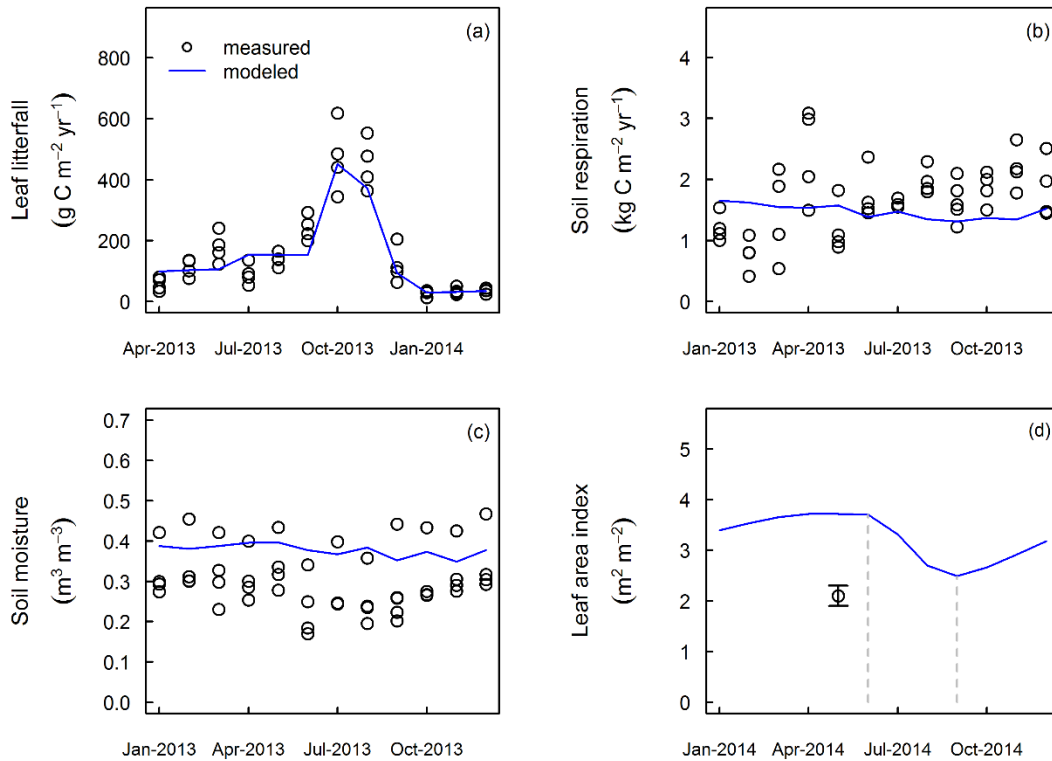 (a)
measured
modeled
Leaf litterfall
(g C m⁻² yr⁻¹)
800
600
400
200
0
Apr-2013 Jul-2013 Oct-2013 Jan-2014
(b)
Soil respiration
(kg C m⁻² yr⁻¹)
4
3
2
1
0
Jan-2013 Apr-2013 Jul-2013 Oct-2013
(c)
Soil moisture
(m³ m⁻³)
0.7
0.6
0.5
0.4
0.3
0.2
0.1
0.0
Jan-2013 Apr-2013 Jul-2013 Oct-2013
(d)
Leaf area index
(m² m⁻²)
5
4
3
2
1
0
Jan-2014 Apr-2014 Jul-2014 Oct-2014